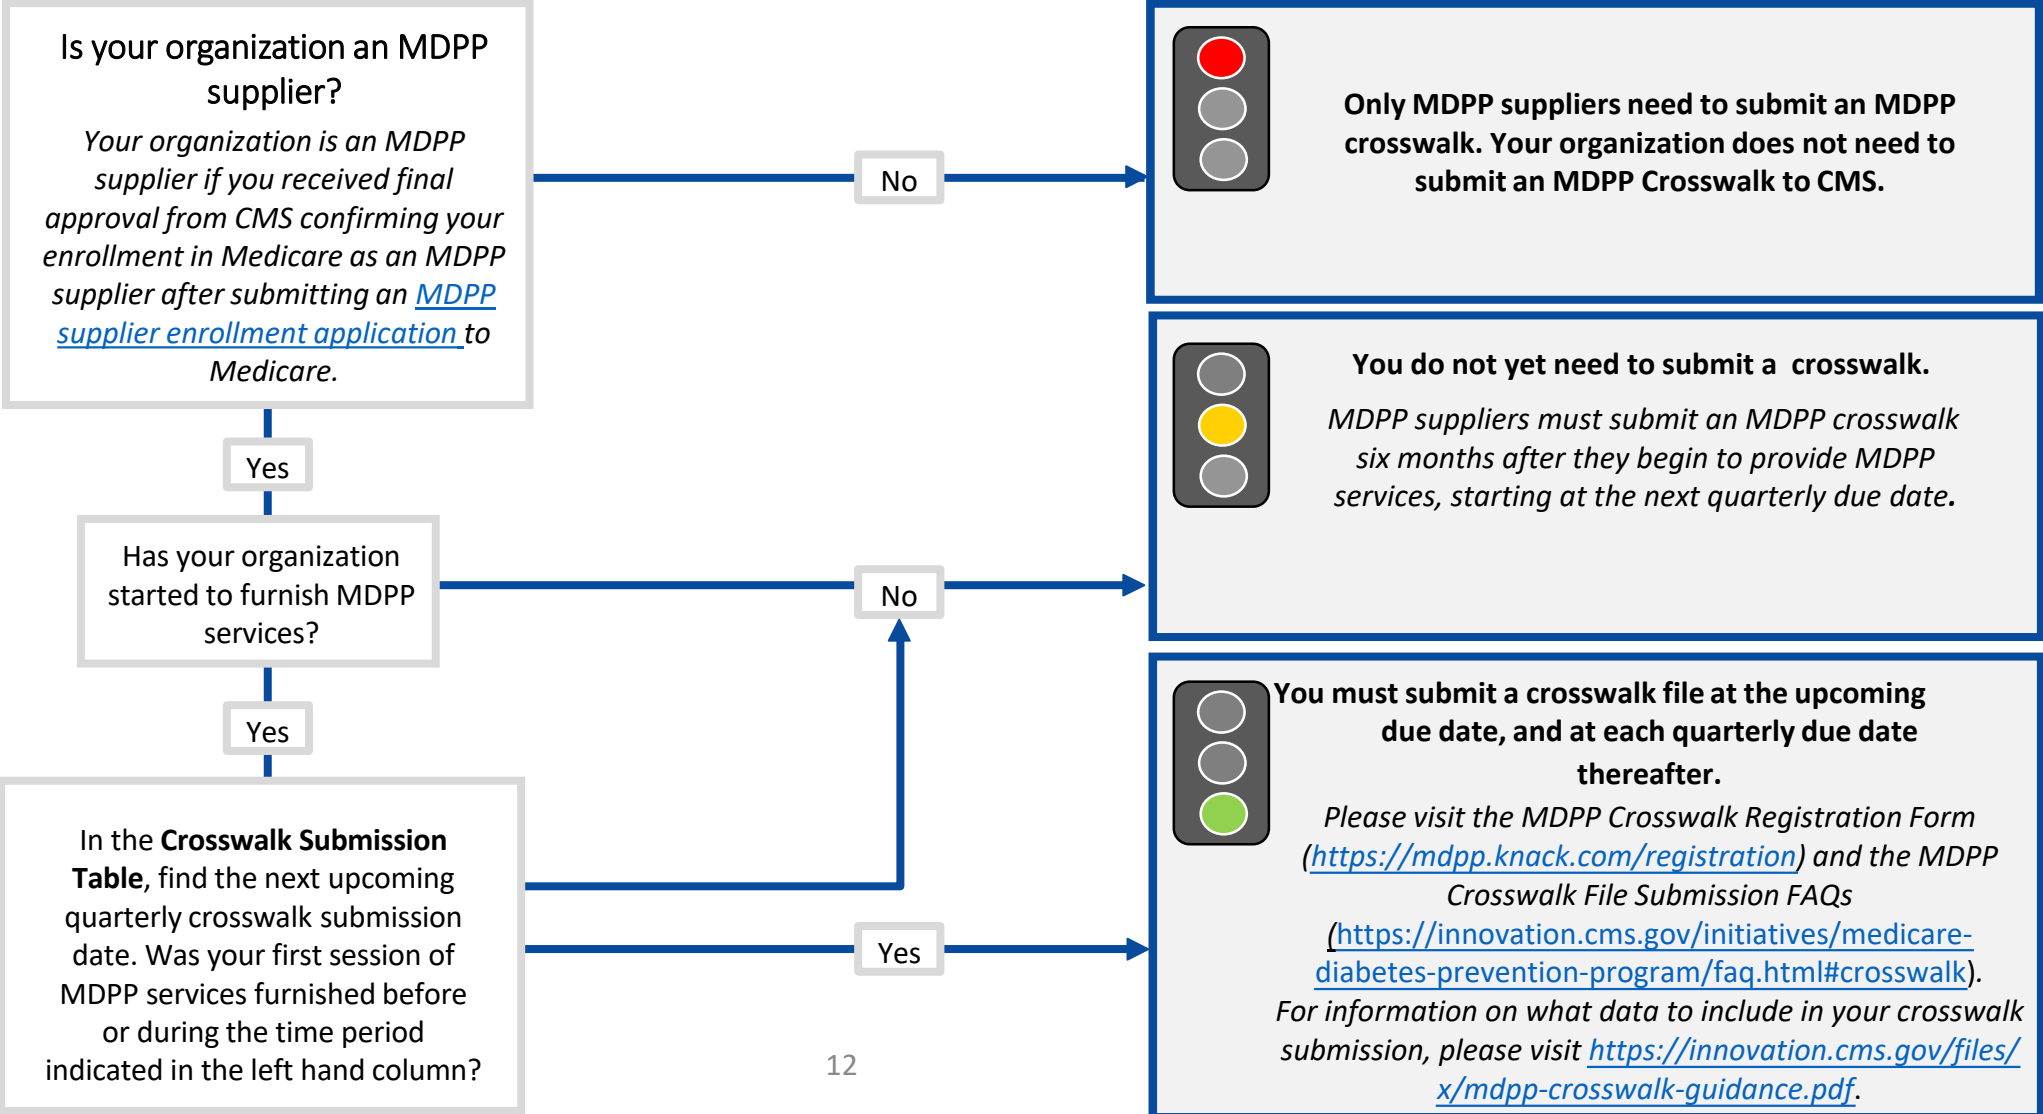 Is your organization an MDPP
supplier?
Your organization is an MDPP
supplier if you received final
approval from CMS confirming your
enrollment in Medicare as an MDPP
supplier after submitting an MDPP
supplier enrollment application to
Medicare.
No
Only MDPP suppliers need to submit an MDPP
crosswalk. Your organization does not need to
submit an MDPP Crosswalk to CMS.
Yes
Has your organization
started to furnish MDPP
services?
No
You do not yet need to submit a  crosswalk.
MDPP suppliers must submit an MDPP crosswalk
six months after they begin to provide MDPP
services, starting at the next quarterly due date.
Yes
In the Crosswalk Submission
Table, find the next upcoming
quarterly crosswalk submission
date. Was your first session of
MDPP services furnished before
or during the time period
indicated in the left hand column?
Yes
You must submit a crosswalk file at the upcoming
due date, and at each quarterly due date
thereafter.
Please visit the MDPP Crosswalk Registration Form
(https://mdpp.knack.com/registration) and the MDPP
Crosswalk File Submission FAQs
(https://innovation.cms.gov/initiatives/medicare-
diabetes-prevention-program/faq.html#crosswalk).
For information on what data to include in your crosswalk
submission, please visit https://innovation.cms.gov/files/
x/mdpp-crosswalk-guidance.pdf.
12